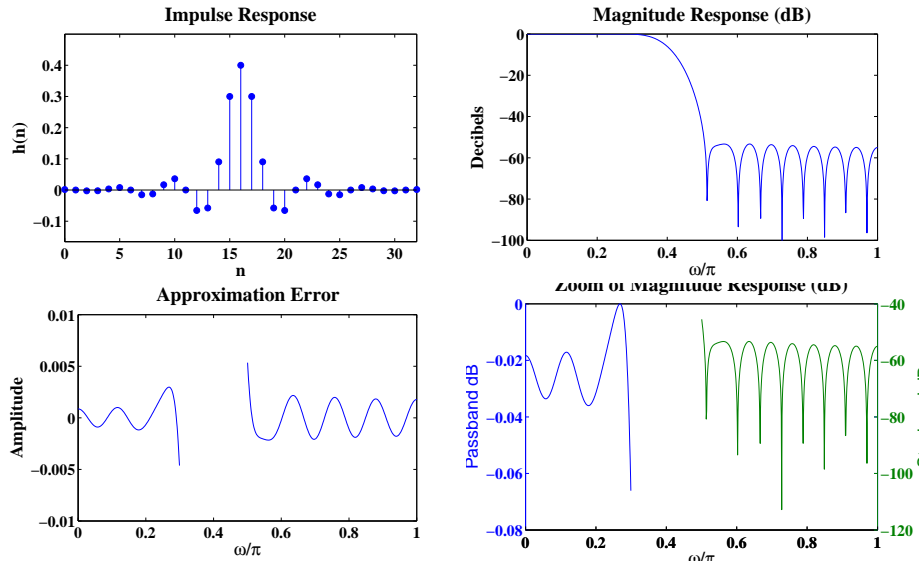 Impulse Response
0.4
0.3
0.2
0.1
0
−0.1
h(n)
0 5 10 15 20 25 30
n
Magnitude Response (dB)
0
−20
−40
−60
−80
−100
Decibels
0 0.2 0.4 0.6 0.8 1
ω/π
Approximation Error
0.01
0.005
0
−0.005
−0.01
Amplitude
0 0.2 0.4 0.6 0.8 1
ω/π
Zoom of Magnitude Response (dB)
0
−0.02
−0.04
−0.06
−0.08
Passband dB
−40
−60
−80
−100
−120
0 0.2 0.4 0.6 0.8 1
ω/π